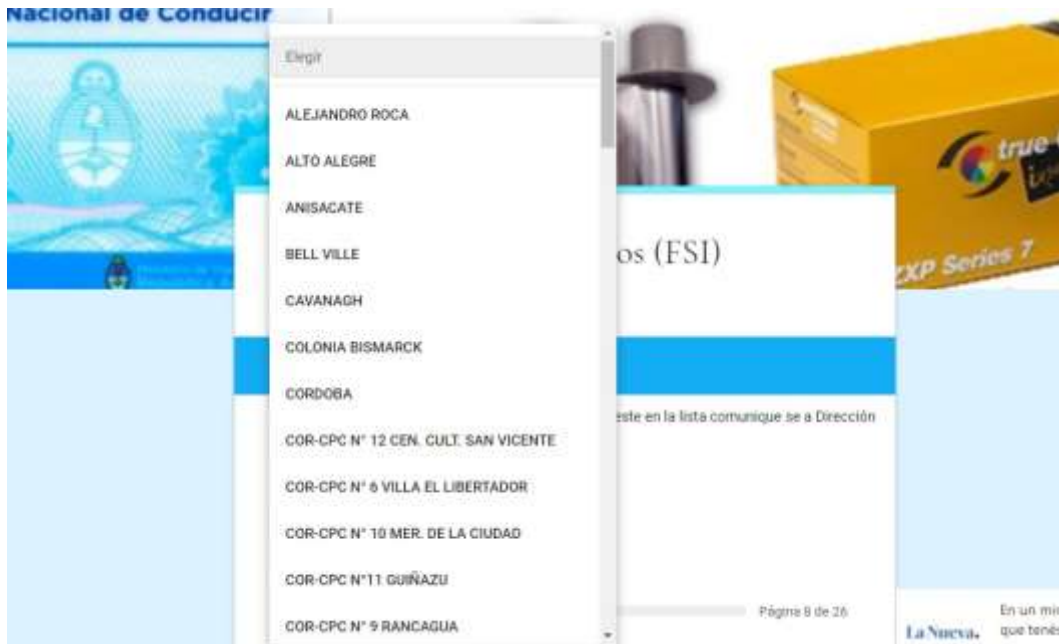 Nacional de Conducir
Elegir
ALEJANDRO ROCA
ALTO ALEGRE
ANISACATE
BELL VILLE
CAVANAGH
COLONIA BISMARCK
CORDOBA
COR-CPC N° 12 CEN. CULT. SAN VICENTE
COR-CPC N° 6 VILLA EL LIBERTADOR
COR-CPC N° 10 MER. DE LA CIUDAD
COR-CPC N°11 GUIÑAZU
COR-CPC N° 9 RANCAGUA
os (FSI)
este en la lista comunique se a Dirección
Página 8 de 26
true
ZXP Series 7
La Nueva.
En un mi
que tené